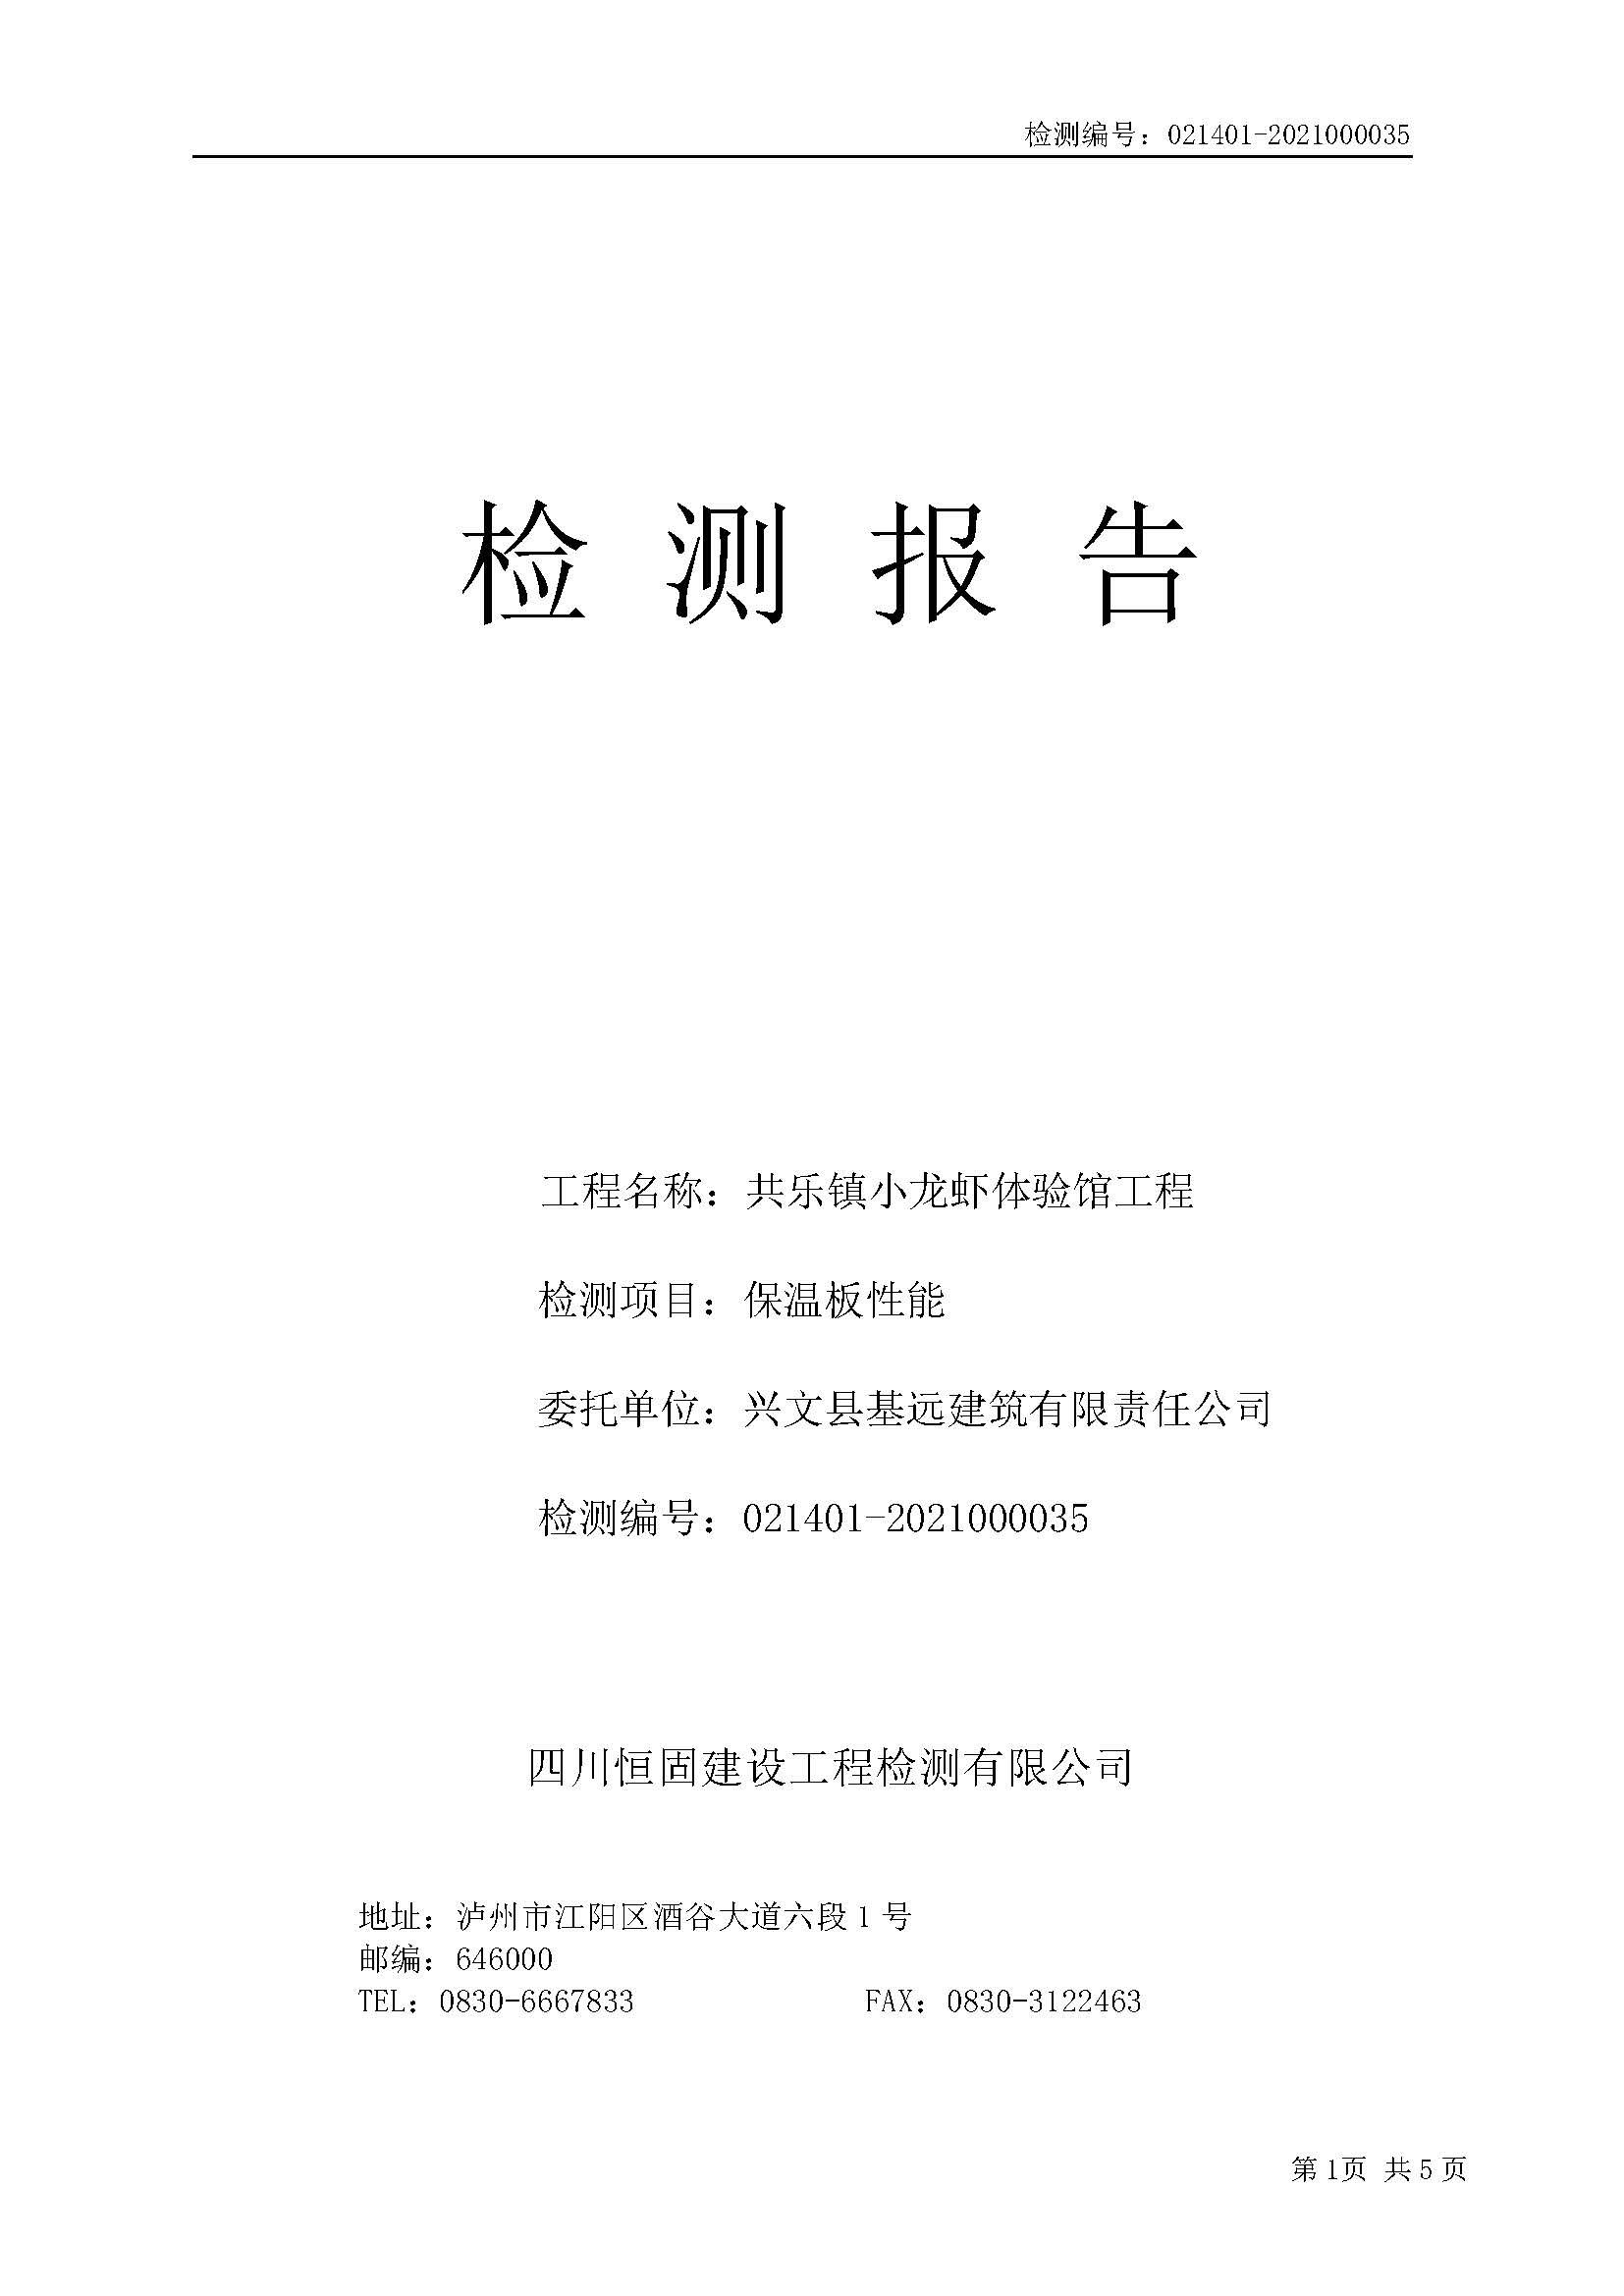 检测编号：021401-2021000035
检 测 报 告
工程名称：共乐镇小龙虾体验馆工程
检测项目：保温板性能
委托单位：兴文县基远建筑有限责任公司
检测编号：021401-2021000035
四川恒固建设工程检测有限公司
地址：泸州市江阳区酒谷大道六段 1 号
邮编：646000
TEL：0830-6667833 FAX：0830-3122463
第 1页 共 5 页